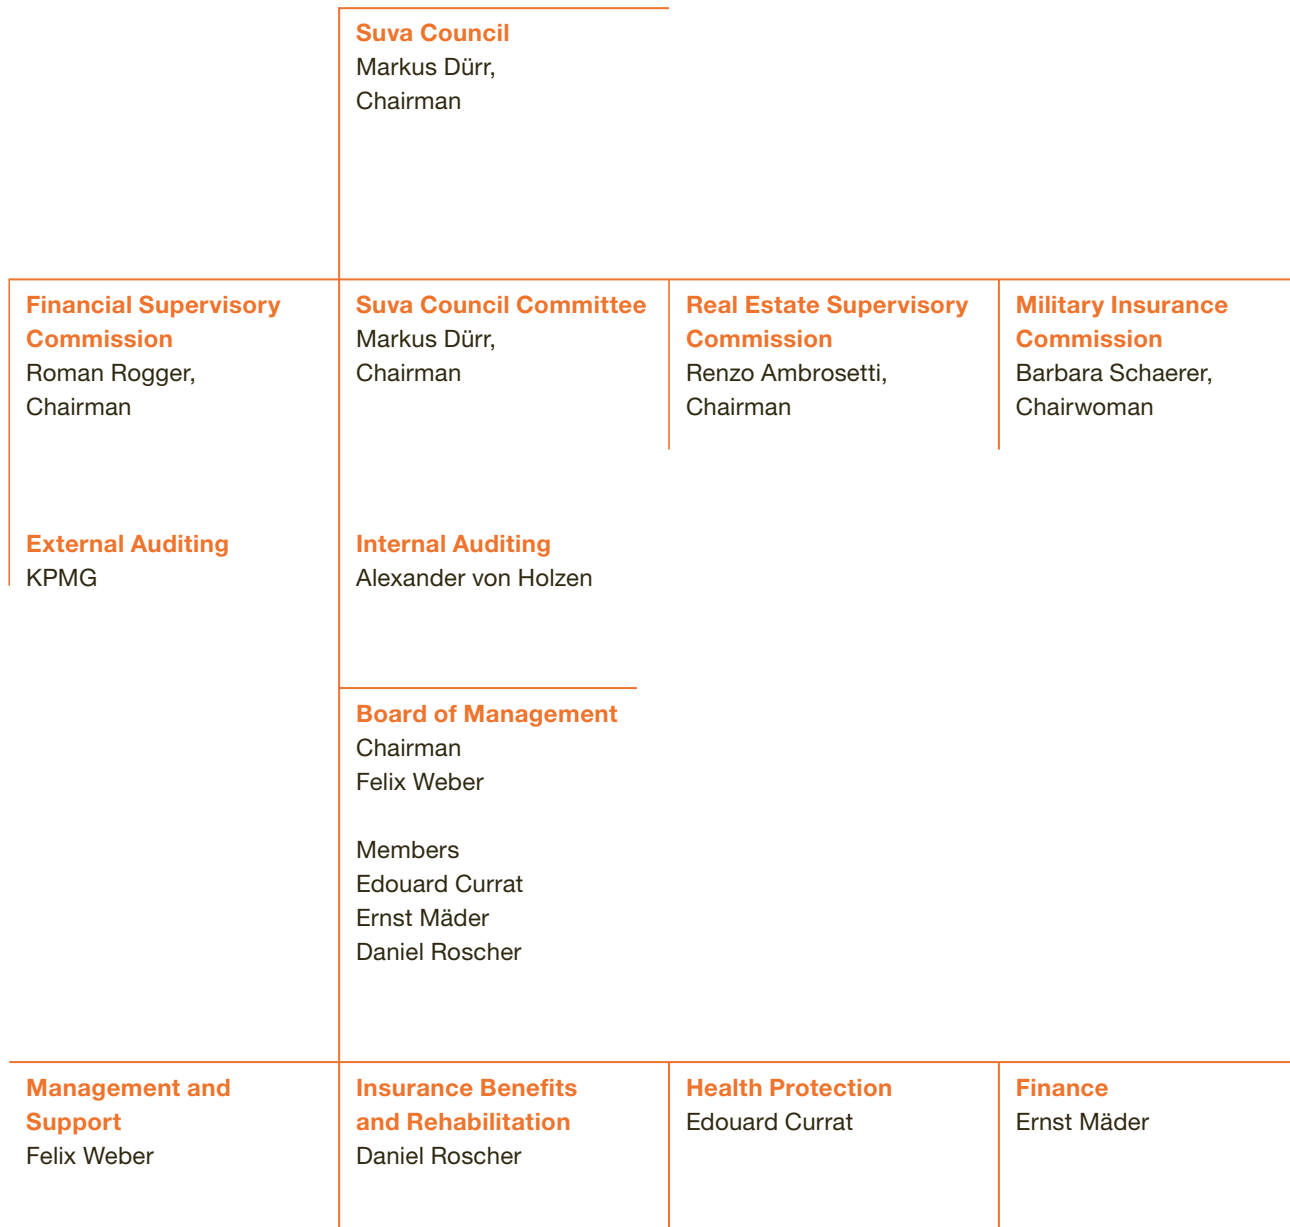 Suva Council
Markus Dürr,
Chairman
Financial Supervisory
Commission
Roman Rogger,
Chairman
Suva Council Committee
Markus Dürr,
Chairman
Real Estate Supervisory
Commission
Renzo Ambrosetti,
Chairman
Military Insurance
Commission
Barbara Schaerer,
Chairwoman
External Auditing
KPMG
Internal Auditing
Alexander von Holzen
Board of Management
Chairman
Felix Weber
Members
Edouard Currat
Ernst Mäder
Daniel Roscher
Management and
Support
Felix Weber
Insurance Benefits
and Rehabilitation
Daniel Roscher
Health Protection
Edouard Currat
Finance
Ernst Mäder